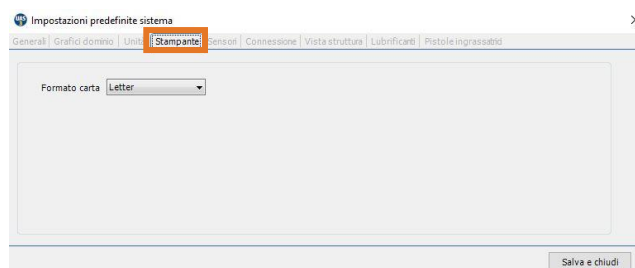 UAS Impostazioni predefinite sistema
Generali Grafici dominio Unità Stampante Sensori Connessione Vista struttura Lubrificanti Pistole ingrassatrici
Formato carta Letter
Salva e chiudi